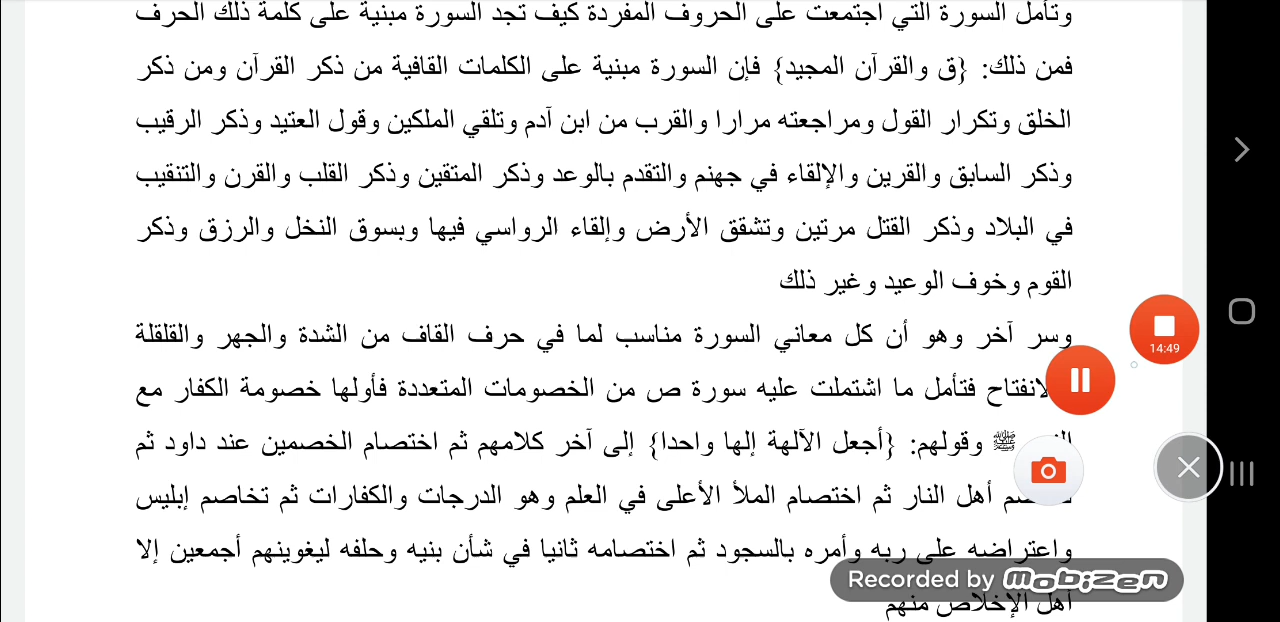 وتأمل السورة التي اجتمعت على الحروف المفردة كيف تجد السورة مبنية على كلمة ذلك الحرف
فمن ذلك: {ق والقرآن المجيد} فإن السورة مبنية على الكلمات القافية من ذكر القرآن ومن ذكر
الخلق وتكرار القول ومراجعته مرارا والقرب من ابن آدم وتلقي الملكين وقول العتيد وذكر الرقيب
وذكر السابق والقرين والإلقاء في جهنم والتقدم بالوعد وذكر المتقين وذكر القلب والقرن والتنقيب
في البلاد وذكر القتل مرتين وتشقق الأرض وإلقاء الرواسي فيها وبسوق النخل والرزق وذكر
القوم وخوف الوعيد وغير ذلك
وسر آخر وهو أن كل معاني السورة مناسب لما في حرف القاف من الشدة والجهر والقلقلة
لانفتاح فتأمل ما اشتملت عليه سورة ص من الخصومات المتعددة فأولها خصومة الكفار مع
ﷺ وقولهم: {أجعل الآلهة إلها واحدا} إلى آخر كلامهم ثم اختصام الخصمين عند داود ثم
أهل النار ثم اختصام الملأ الأعلى في العلم وهو الدرجات والكفارات ثم تخاصم إبليس
واعتراضه على ربه وأمره بالسجود ثم اختصامه ثانيا في شأن بنيه وحلفه ليغوينهم أجمعين إلا
أهل الإخلاص منهم
14:49
Recorded by mobizen